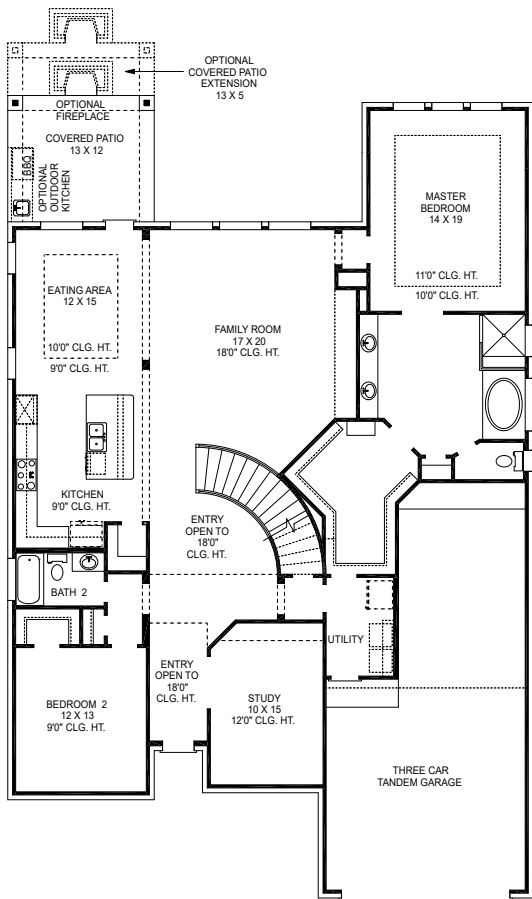 OPTIONAL
COVERED PATIO
EXTENSION
13 X 5
OPTIONAL
FIREPLACE
COVERED PATIO
13 X 12
BBQ
OPTIONAL
OUTDOOR
KITCHEN
MASTER
BEDROOM
14 X 19
11'0" CLG. HT.
10'0" CLG. HT.
EATING AREA
12 X 15
10'0" CLG. HT.
9'0" CLG. HT.
FAMILY ROOM
17 X 20
18'0" CLG. HT.
KITCHEN
9'0" CLG. HT.
ENTRY
OPEN TO
18'0"
CLG. HT.
BATH 2
UTILITY
BEDROOM 2
12 X 13
9'0" CLG. HT.
ENTRY
OPEN TO
18'0"
CLG. HT.
STUDY
10 X 15
12'0" CLG. HT.
THREE CAR
TANDEM GARAGE